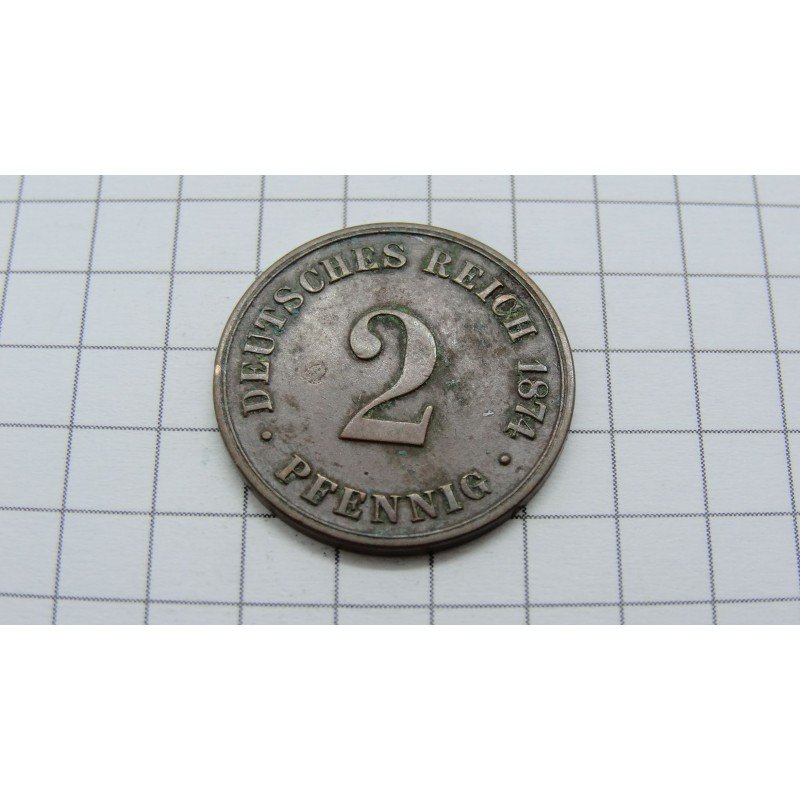 · DEUTSCHES REICH 1874 ·
2
PFENNIG